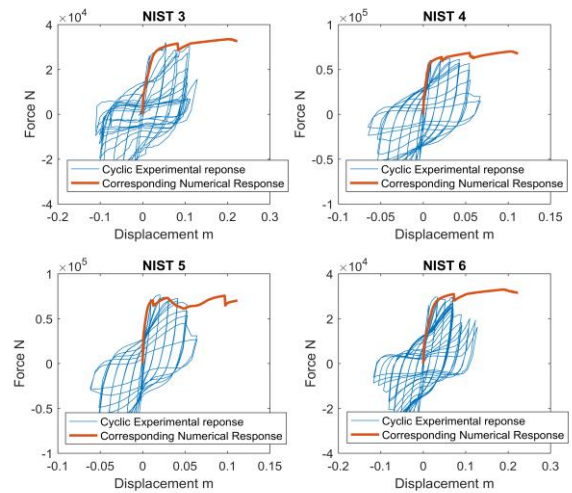 NIST 3
×10⁴
4
2
0
-2
-4
Force N
-0.2 -0.1 0 0.1 0.2 0.3
Displacement m
Cyclic Experimental reponse
Corresponding Numerical Response
NIST 4
×10⁵
1
0.5
0
-0.5
-1
Force N
-0.1 -0.05 0 0.05 0.1 0.15
Displacement m
Cyclic Experimental reponse
Corresponding Numerical Response
NIST 5
×10⁵
1
0.5
0
-0.5
-1
Force N
-0.1 -0.05 0 0.05 0.1 0.15
Displacement m
Cyclic Experimental reponse
Corresponding Numerical Response
NIST 6
×10⁴
4
2
0
-2
-4
Force N
-0.2 -0.1 0 0.1 0.2 0.3
Displacement m
Cyclic Experimental reponse
Corresponding Numerical Response